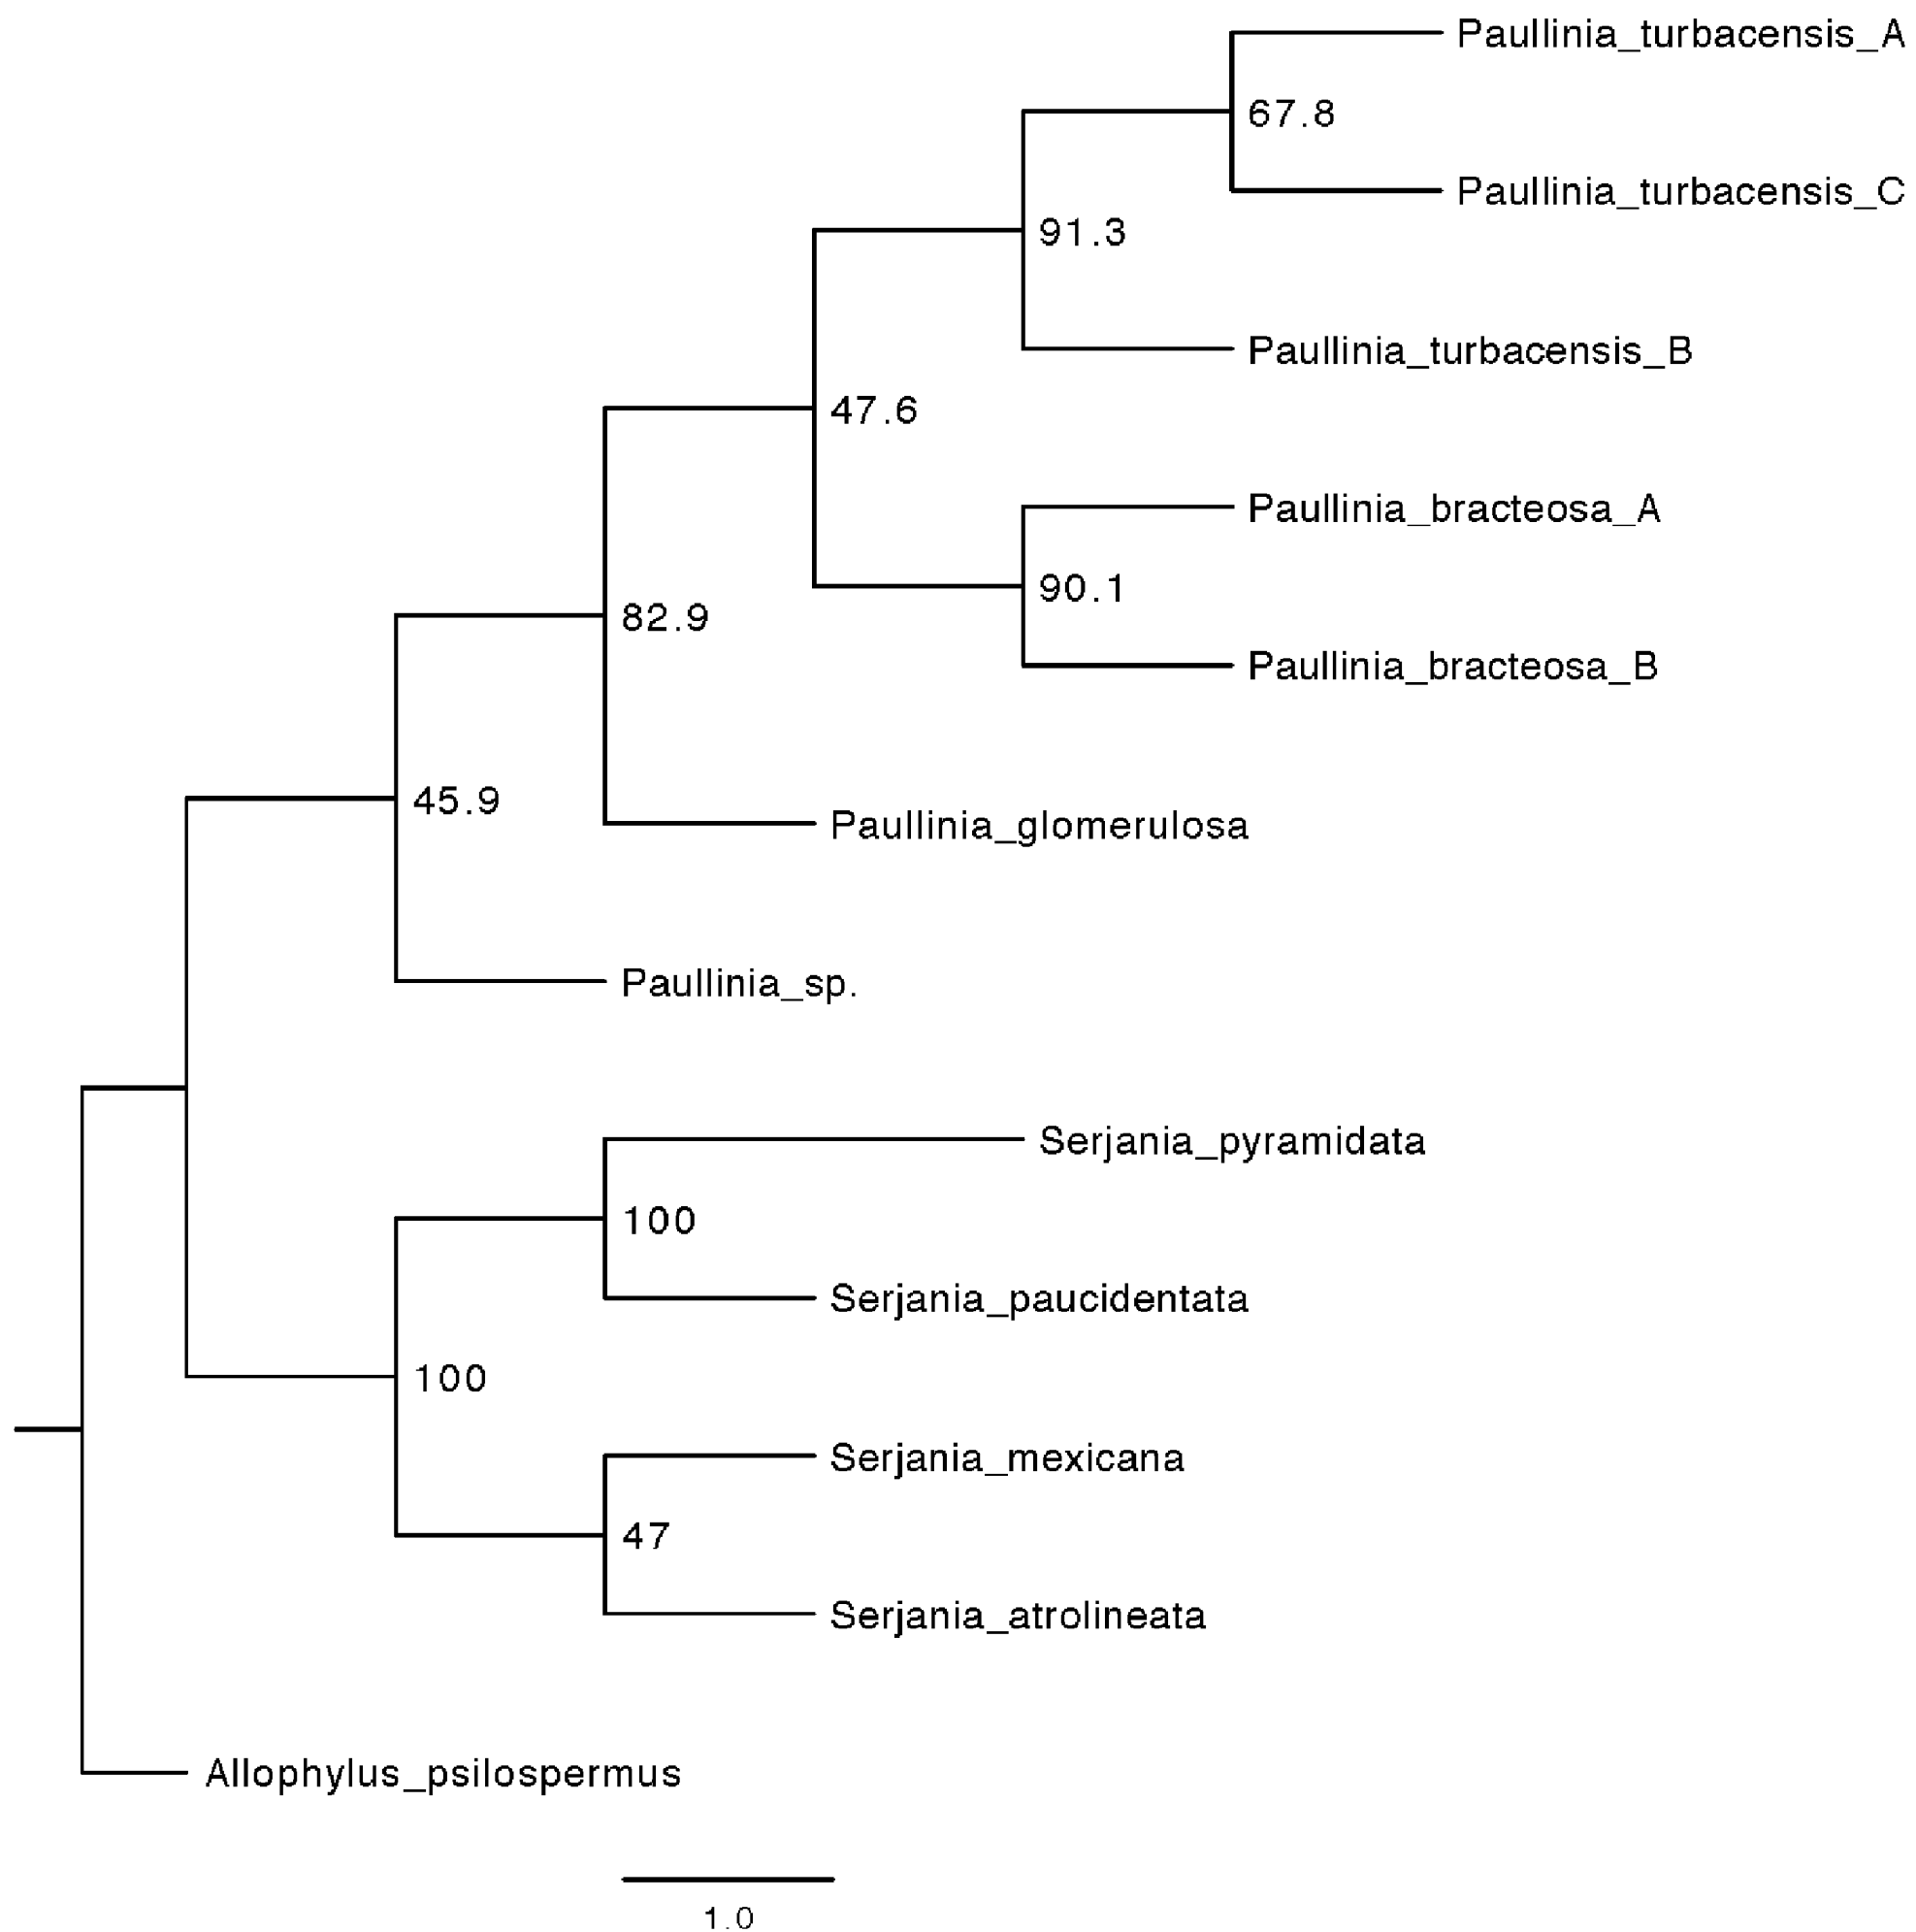 Paullinia_turbacensis_A
67.8
Paullinia_turbacensis_C
91.3
Paullinia_turbacensis_B
47.6
Paullinia_bracteosa_A
90.1
82.9
Paullinia_bracteosa_B
45.9
Paullinia_glomerulosa
Paullinia_sp.
Serjania_pyramidata
100
Serjania_paucidentata
100
Serjania_mexicana
47
Serjania_atrolineata
Allophylus_psilospermus
1.0